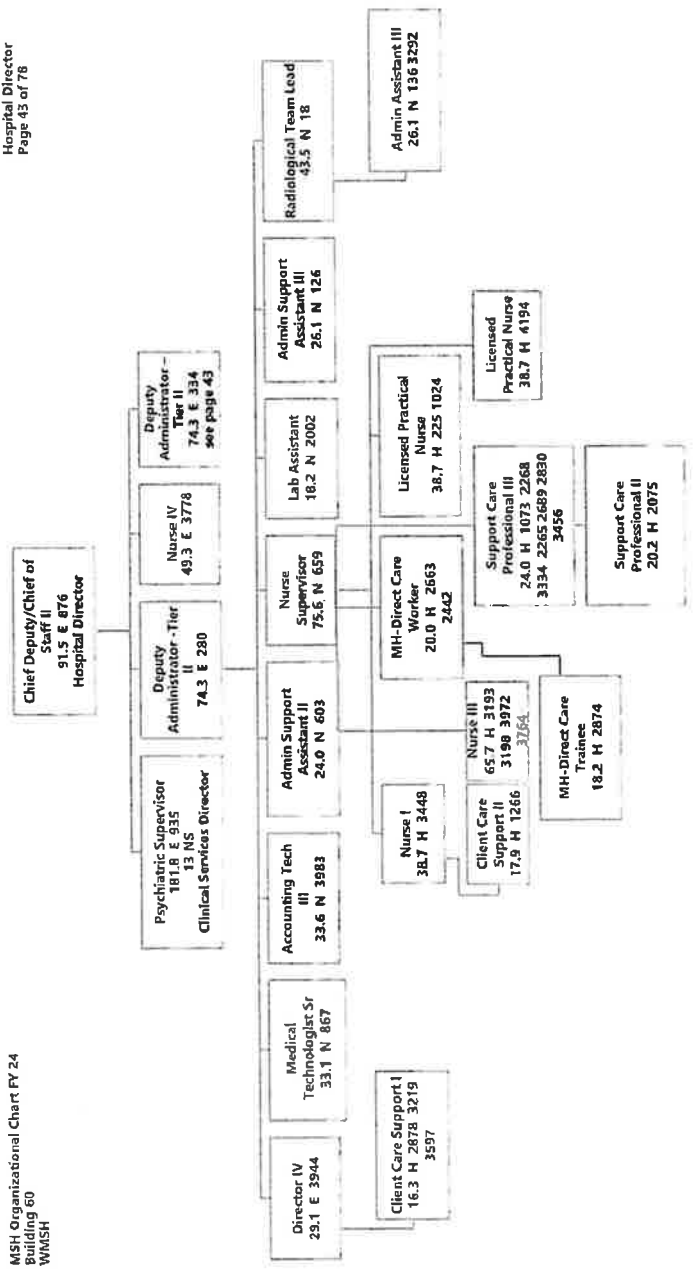 MSH Organizational Chart FY 24
Building 60
WMSH
Hospital Director
Page 43 of 78
Chief Deputy/Chief of
Staff II
91.5 E 876
Hospital Director
Psychiatric Supervisor
181.8 E 935
13 NS
Clinical Services Director
Deputy
Administrator -Tier
II
74.3 E 280
Nurse IV
49.3 E 3778
Deputy
Administrator –
Tier II
74.3 E 334
see page 43
Director IV
29.1 E 3944
Medical
Technologist Sr
33.1 N 867
Accounting Tech
III
33.6 N 3983
Admin Support
Assistant II
24.0 N 603
Nurse
Supervisor
75.6 N 659
Lab Assistant
18.2 N 2002
Admin Support
Assistant III
26.1 N 126
Radiological Team Lead
43.5 N 18
Client Care Support I
16.3 H 2878 3219
3597
Nurse I
38.7 H 3448
MH-Direct Care
Worker
20.0 H 2663
2442
Licensed Practical
Nurse
38.7 H 225 1024
Admin Assistant III
26.1 N 136 3292
Client Care
Support II
17.9 H 1266
Nurse III
65.7 H 3193
3198 3972
3764
Support Care
Professional III
24.0 H 1073 2268
3334 2265 2689 2830
3456
Licensed
Practical Nurse
38.7 H 4194
MH-Direct Care
Trainee
18.2 H 2874
Support Care
Professional II
20.2 H 2075